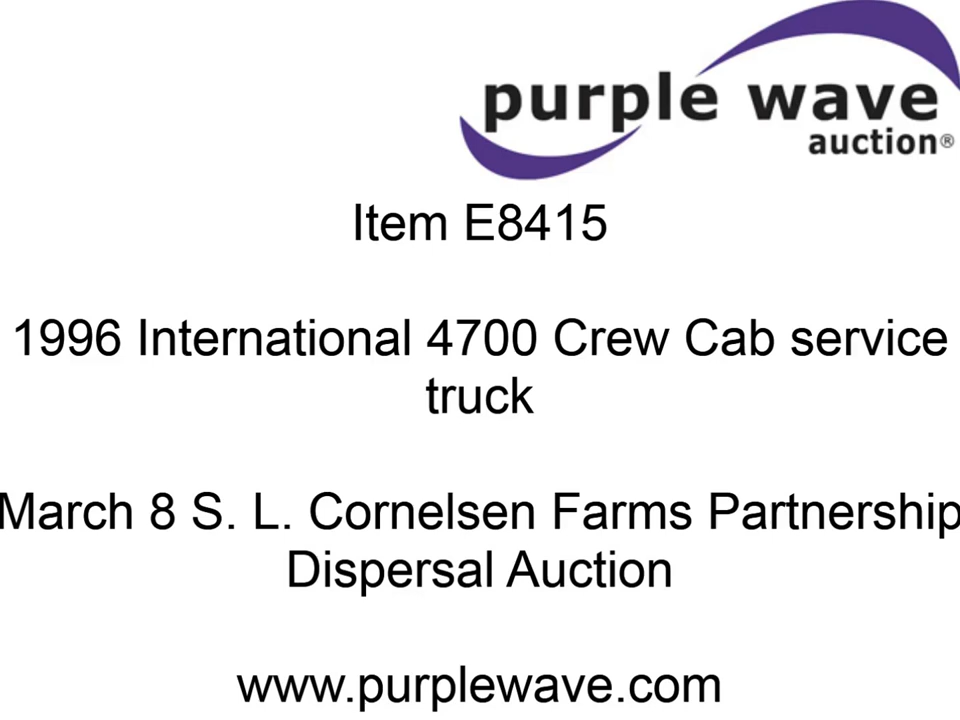 purple wave
auction®
Item E8415
1996 International 4700 Crew Cab service
truck
March 8 S. L. Cornelsen Farms Partnership
Dispersal Auction
www.purplewave.com